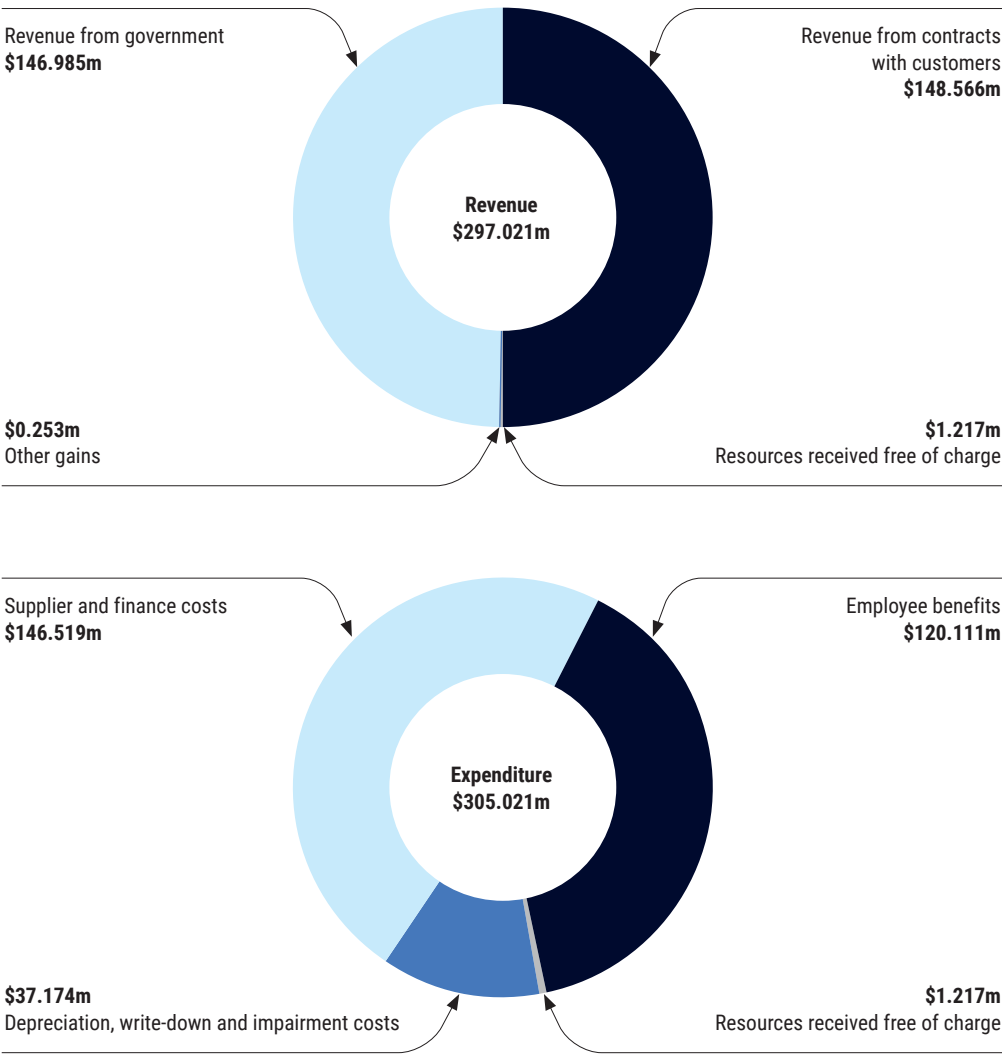 Revenue from government
$146.985m
Revenue from contracts
with customers
$148.566m
Revenue
$297.021m
$0.253m
Other gains
$1.217m
Resources received free of charge
Supplier and finance costs
$146.519m
Employee benefits
$120.111m
Expenditure
$305.021m
$37.174m
Depreciation, write-down and impairment costs
$1.217m
Resources received free of charge